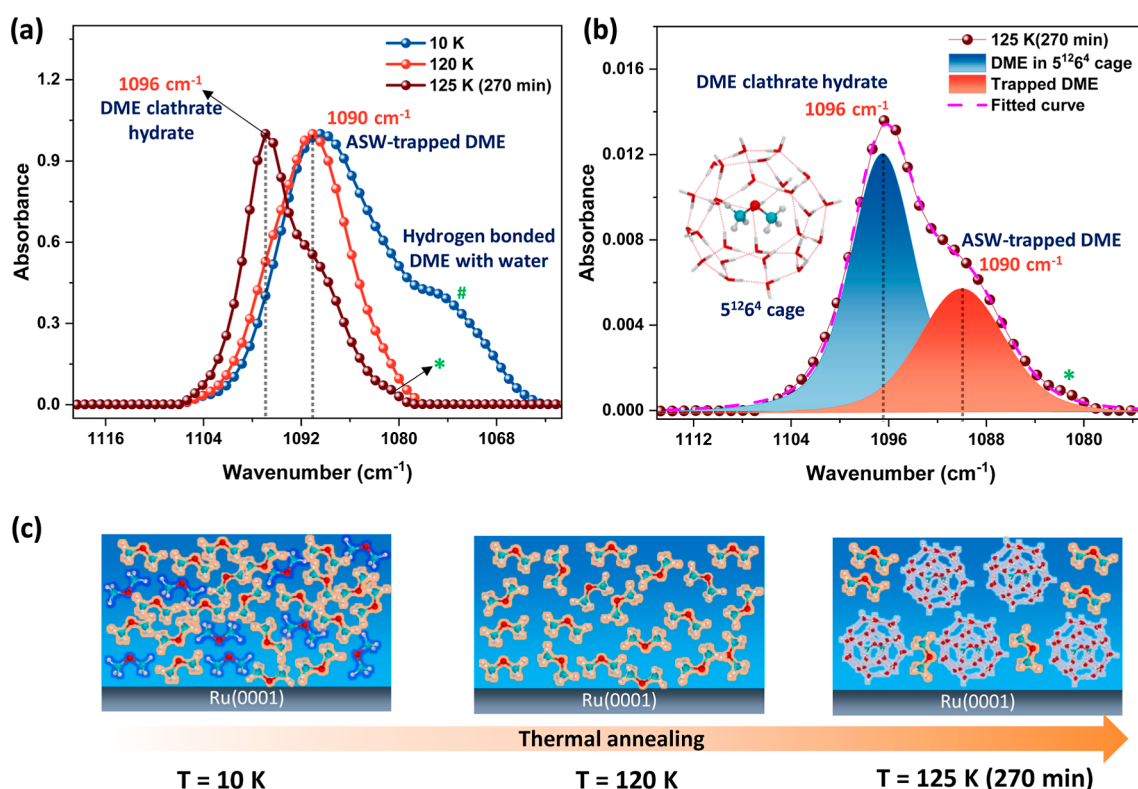 (a)
10 K
120 K
125 K (270 min)
1096 cm⁻¹
DME clathrate
hydrate
1090 cm⁻¹
ASW-trapped DME
Hydrogen bonded
DME with water
#
*
1.2
0.9
0.6
0.3
0.0
Absorbance
1116 1104 1092 1080 1068
Wavenumber (cm⁻¹)
(b)
125 K(270 min)
DME in 5¹²6⁴ cage
Trapped DME
Fitted curve
DME clathrate hydrate
1096 cm⁻¹
5¹²6⁴ cage
ASW-trapped DME
1090 cm⁻¹
*
0.016
0.012
0.008
0.004
0.000
Absorbance
1112 1104 1096 1088 1080
Wavenumber (cm⁻¹)
(c)
Ru(0001) Ru(0001) Ru(0001)
Thermal annealing
T = 10 K T = 120 K T = 125 K (270 min)